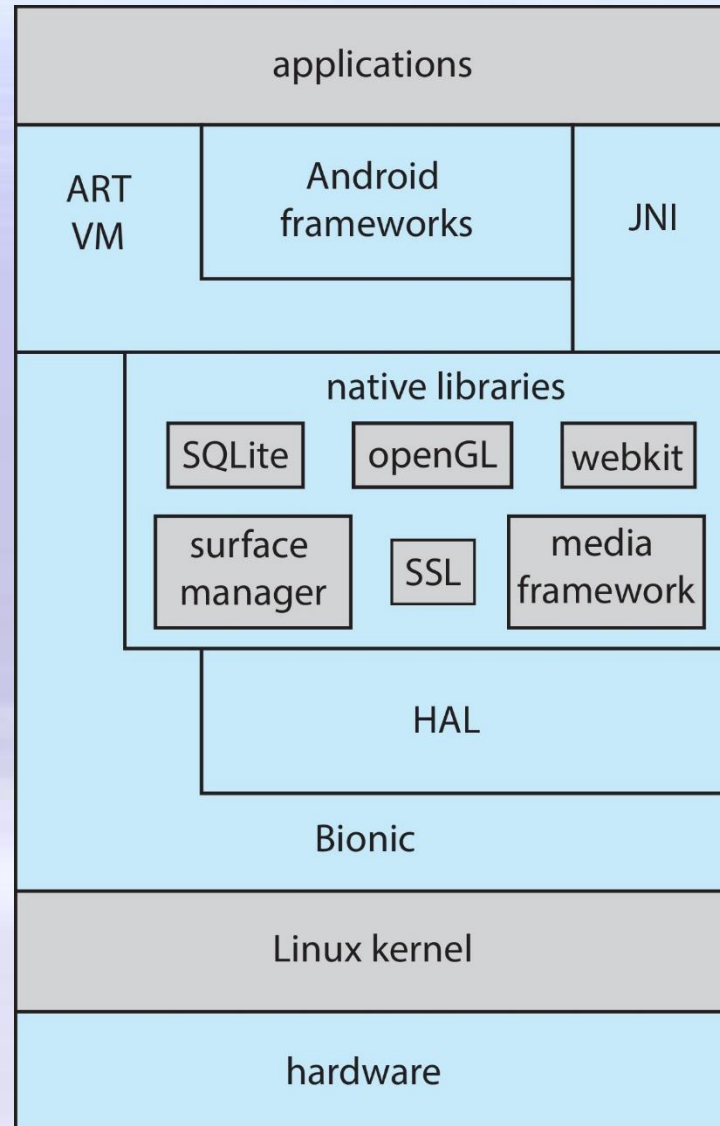 applications
ART
VM
Android
frameworks
JNI
native libraries
SQLite
openGL
webkit
surface
manager
SSL
media
framework
HAL
Bionic
Linux kernel
hardware